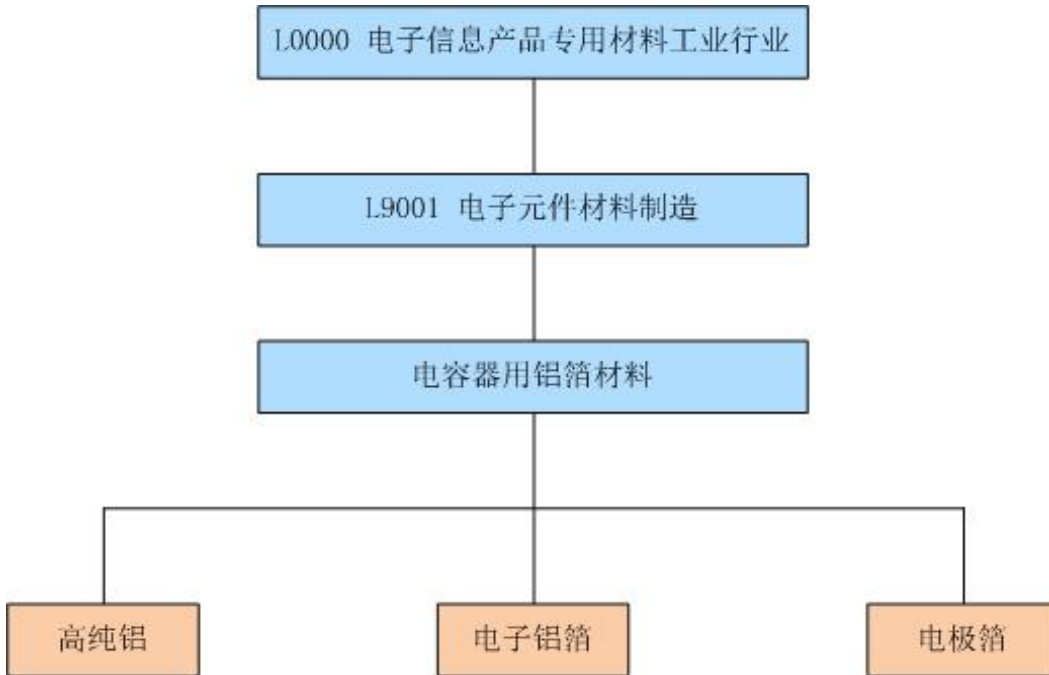 L0000 电子信息产品专用材料工业行业
L9001 电子元件材料制造
电容器用铝箔材料
高纯铝
电子铝箔
电极箔